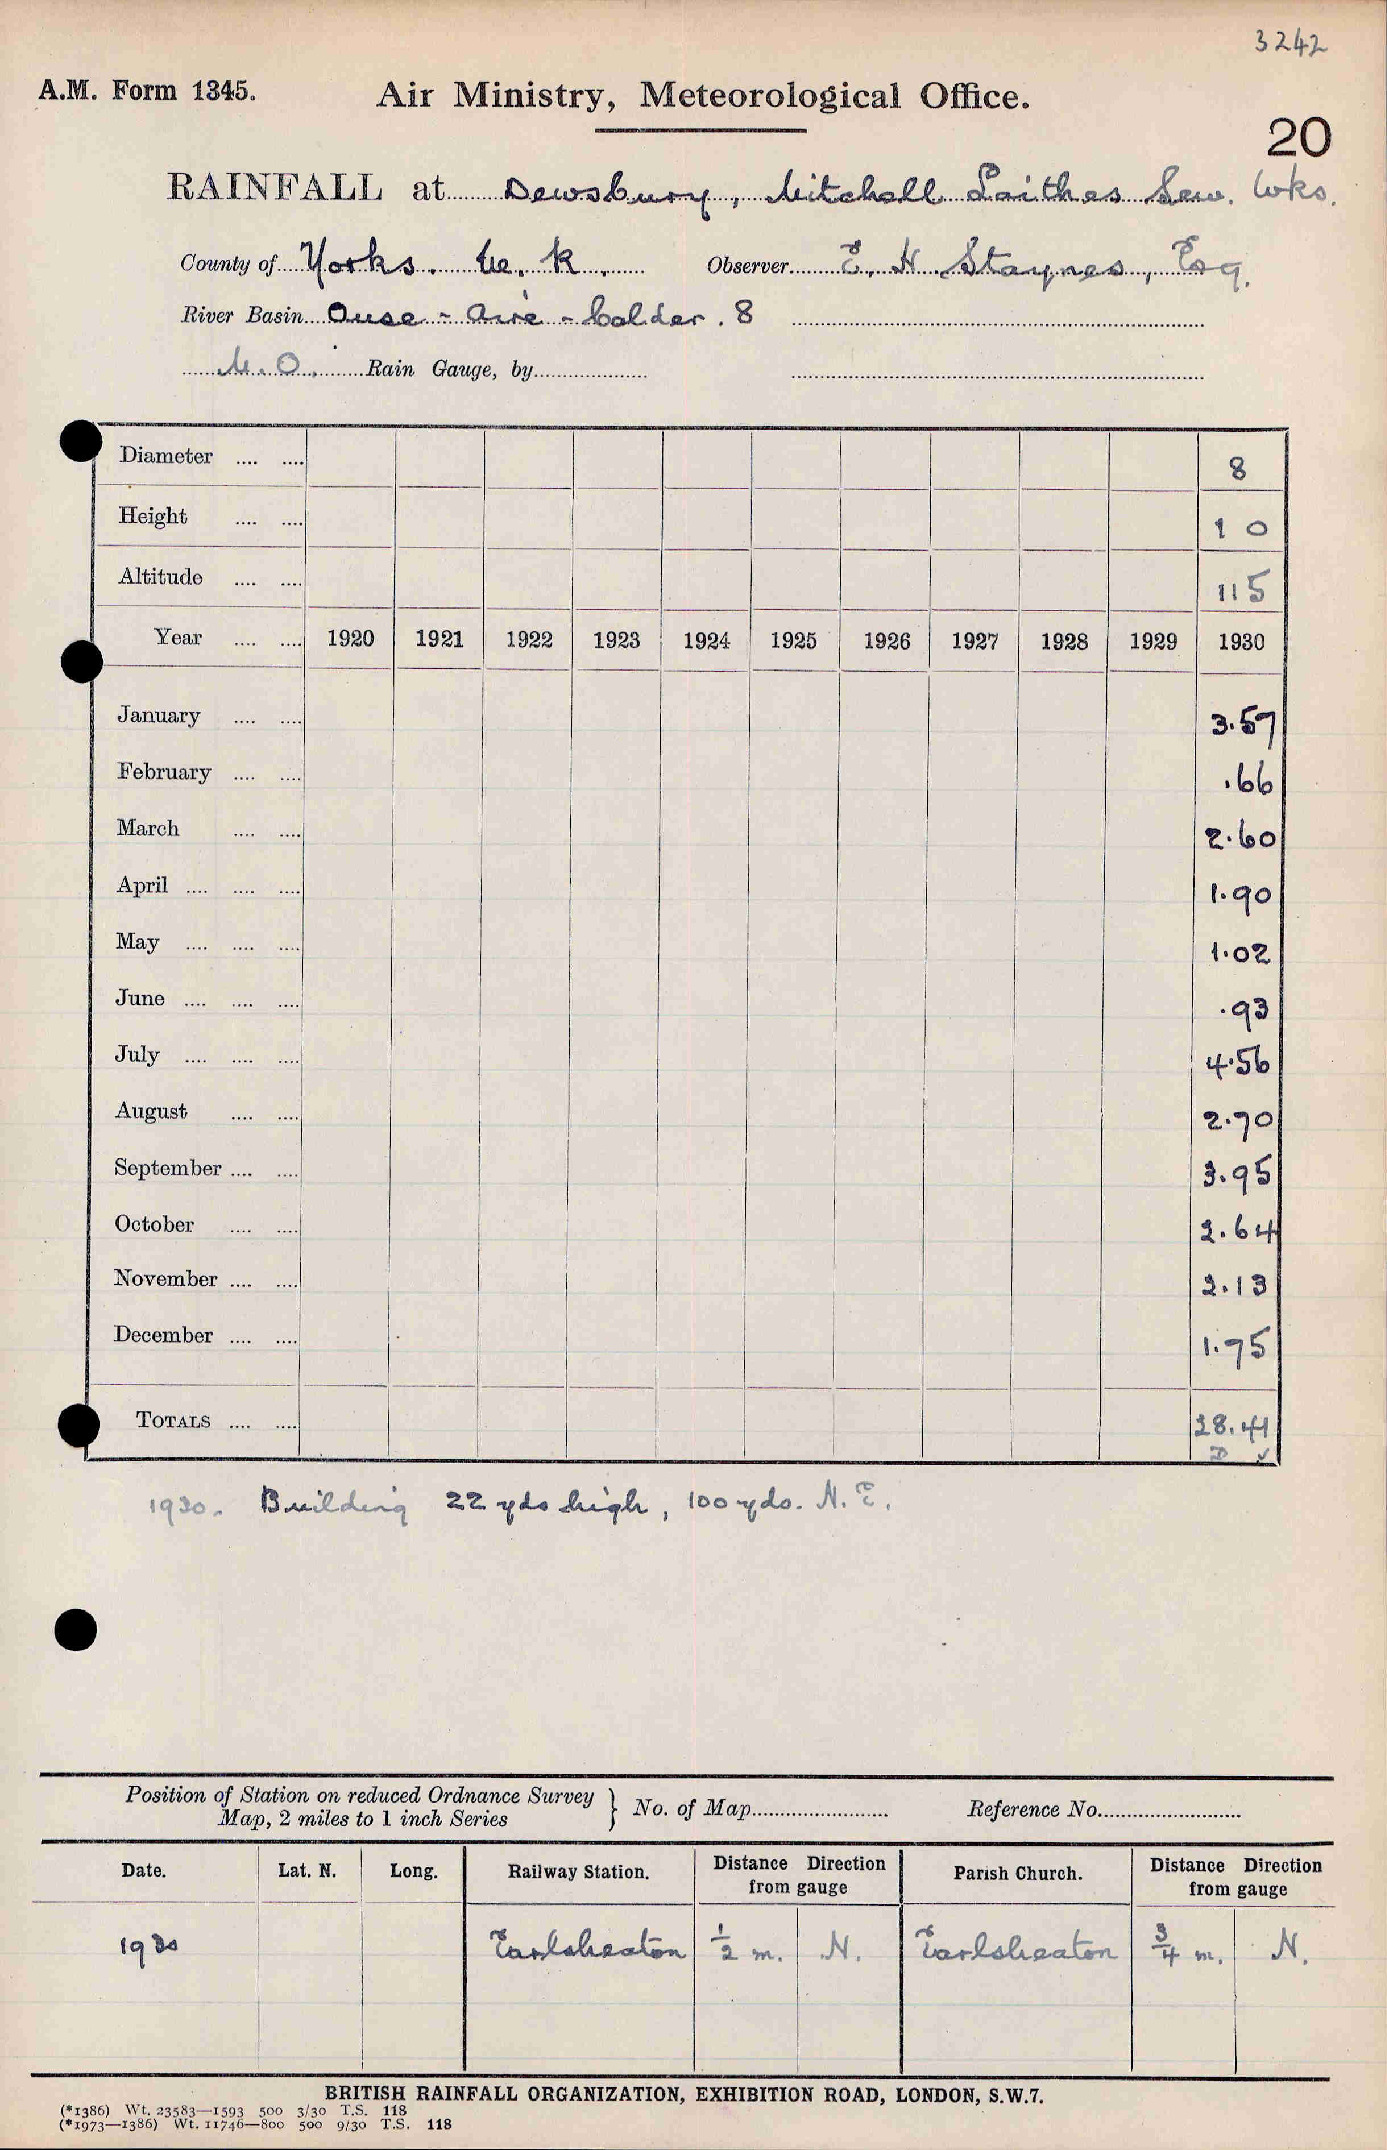 3242
A.M. Form 1345.
Air Ministry, Meteorological Office.
20
RAINFALL at Dewsbury, Mitchell Laithes Sew. Wks.
County of Yorks. W. R. Observer E. H. Staynes, Esq.
River Basin Ouse - Aire - Calder. 8
M.O. Rain Gauge, by
Diameter .... .... 8
Height .... .... 1 0
Altitude .... .... 115
Year .... .... 1920 1921 1922 1923 1924 1925 1926 1927 1928 1929 1930
January .... .... 3.57
February .... .... .66
March .... .... 2.60
April .... .... .... 1.90
May .... .... .... 1.02
June .... .... .... .93
July .... .... .... 4.56
August .... .... 2.70
September .... .... 3.95
October .... .... 2.64
November .... .... 2.13
December .... .... 1.75
TOTALS .... .... 28.41
D ✓
1930. Building 22 yds high, 100 yds. N.E.
Position of Station on reduced Ordnance Survey
Map, 2 miles to 1 inch Series } No. of Map Reference No.
Date. Lat. N. Long. Railway Station. Distance Direction from gauge Parish Church. Distance Direction from gauge
1930 Earlsheaton 1/2 m. N. Earlsheaton 3/4 m. N.
BRITISH RAINFALL ORGANIZATION, EXHIBITION ROAD, LONDON, S.W.7.
(*1386) Wt. 23583—1593 500 3/30 T.S. 118
(*1973—1386) Wt. 11746—800 500 9/30 T.S. 118